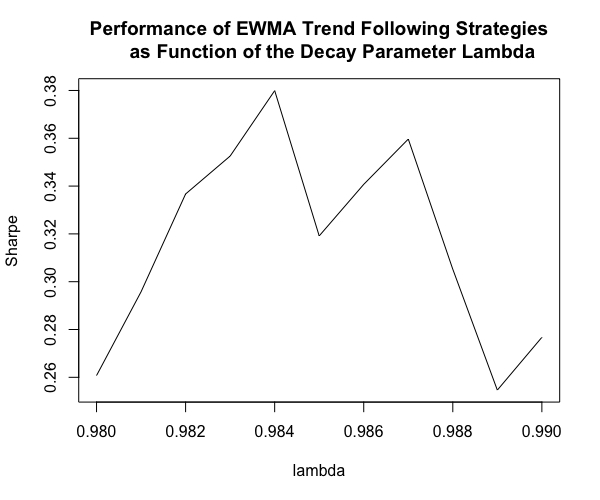 Performance of EWMA Trend Following Strategies
as Function of the Decay Parameter Lambda
0.38
0.36
0.34
0.32
0.30
0.28
0.26
Sharpe
0.980 0.982 0.984 0.986 0.988 0.990
lambda